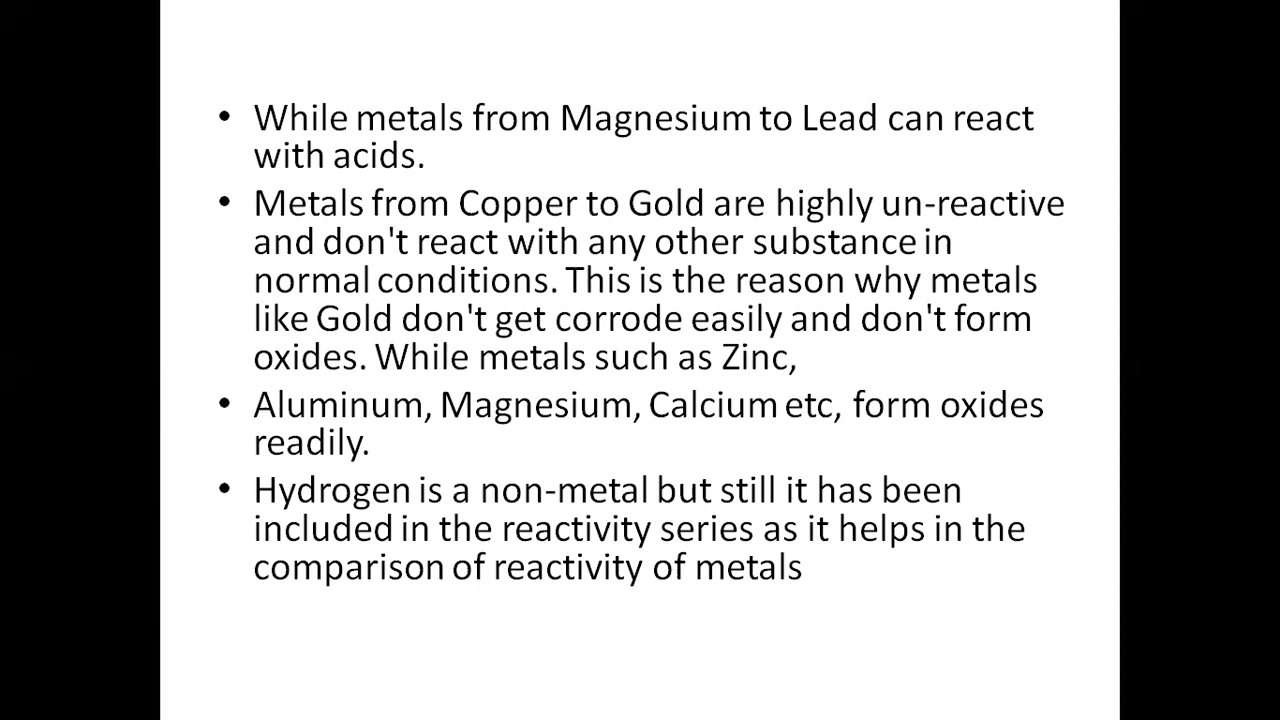 • While metals from Magnesium to Lead can react
with acids.
• Metals from Copper to Gold are highly un-reactive
and don't react with any other substance in
normal conditions. This is the reason why metals
like Gold don't get corrode easily and don't form
oxides. While metals such as Zinc,
• Aluminum, Magnesium, Calcium etc, form oxides
readily.
• Hydrogen is a non-metal but still it has been
included in the reactivity series as it helps in the
comparison of reactivity of metals